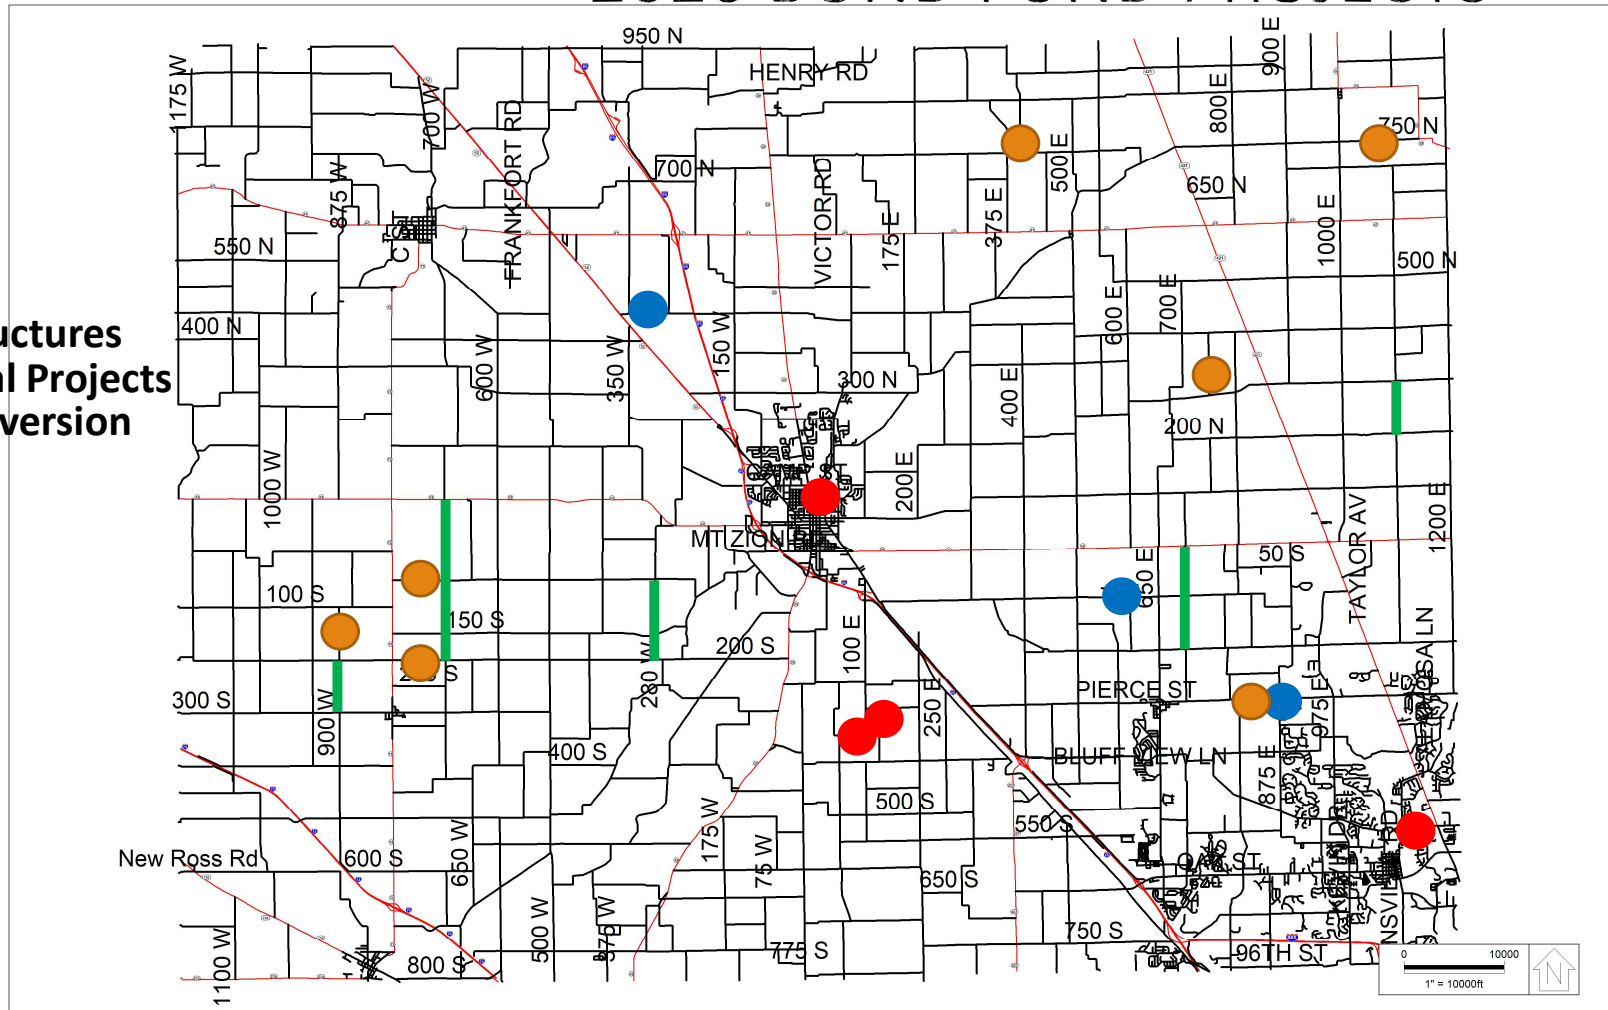 950 N
HENRY RD
900 E
1175 W
700 W
FRANKFORT RD
800 E
750 N
700 N
VICTOR RD
500 E
650 N
875 W
175 E
375 E
1000 E
550 N
C ST
500 N
400 N
600 W
350 W
150 W
600 E
700 E
uctures
al Projects
version
300 N
400 E
200 N
1000 W
200 E
1200 E
MT ZION
50 S
650 E
TAYLOR AV
100 S
150 S
200 S
100 E
280 W
PIERCE ST
300 S
900 W
250 E
975 E
400 S
BLUFF VIEW LN
875 E
500 S
550 S
New Ross Rd
600 S
650 W
175 W
75 W
650 S
OAK ST
500 W
575 W
750 S
775 S
96TH ST
800 S
1100 W
0 10000
1" = 10000ft
N